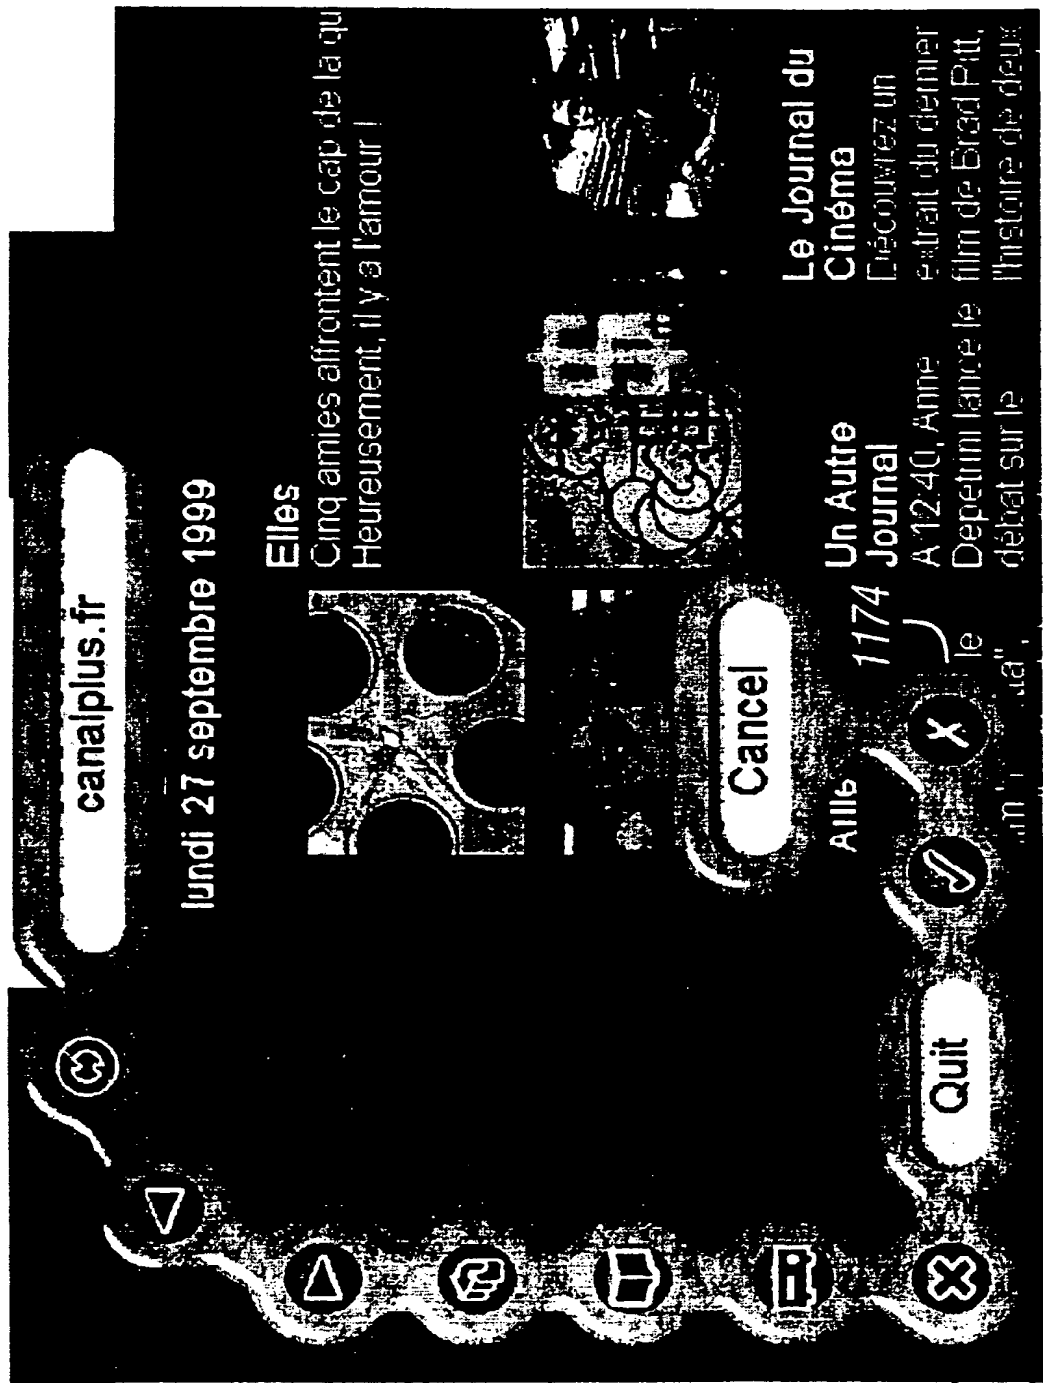 canalplus.fr
lundi 27 septembre 1999
Elles
Cinq amies affrontent le cap de la qu
Heureusement, il y a l'amour !
Cancel
Aille
1174
le
Un Autre
Journal
A 12:40, Anne
Depetrini lance le
débat sur le
Le Journal du
Cinéma
Découvrez un
extrait du dernier
film de Brad Pitt,
l'histoire de deux
Quit